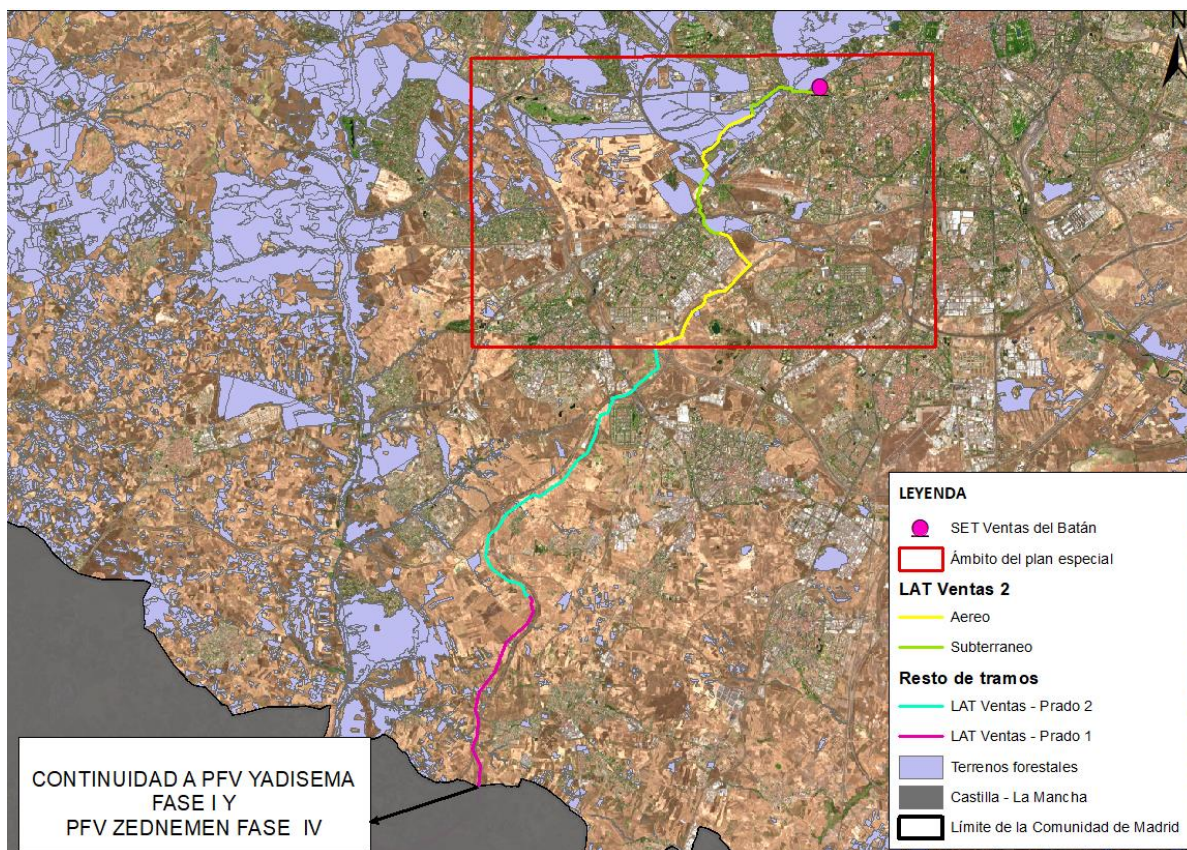 N
LEYENDA
SET Ventas del Batán
Ámbito del plan especial
LAT Ventas 2
Aereo
Subterraneo
Resto de tramos
LAT Ventas - Prado 2
LAT Ventas - Prado 1
Terrenos forestales
Castilla - La Mancha
Límite de la Comunidad de Madrid
CONTINUIDAD A PFV YADISEMA
FASE I Y
PFV ZEDNEMEN FASE IV